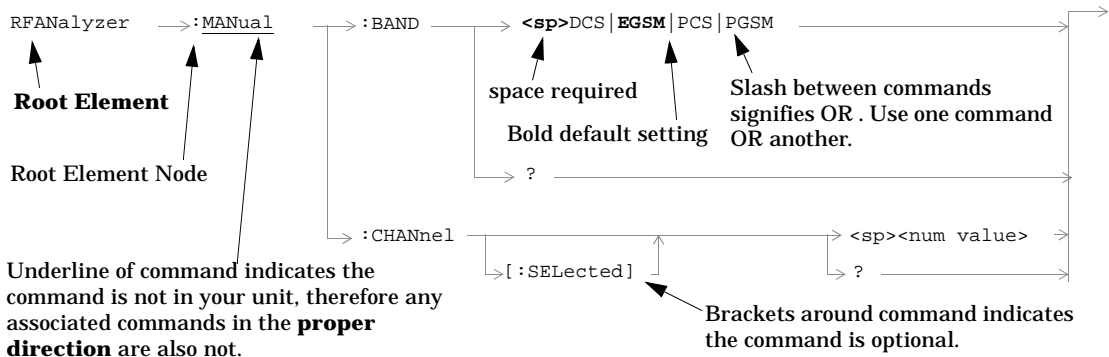 RFANalyzer :MANual :BAND <sp>DCS|EGSM|PCS|PGSM
Root Element
space required
Slash between commands
signifies OR . Use one command
OR another.
Bold default setting
Root Element Node
?
:CHANnel <sp><num value>
[:SELected] ?
Underline of command indicates the
command is not in your unit, therefore any
associated commands in the proper
direction are also not.
Brackets around command indicates
the command is optional.